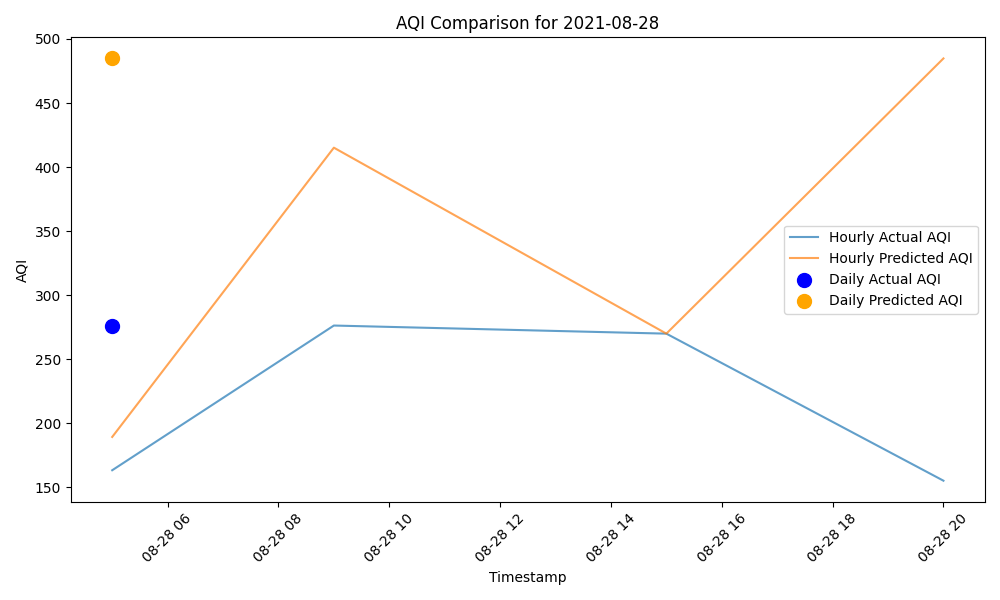 AQI Comparison for 2021-08-28
500
450
400
350
300
250
200
150
AQI
Hourly Actual AQI
Hourly Predicted AQI
Daily Actual AQI
Daily Predicted AQI
08-28 06
08-28 08
08-28 10
08-28 12
08-28 14
08-28 16
08-28 18
08-28 20
Timestamp